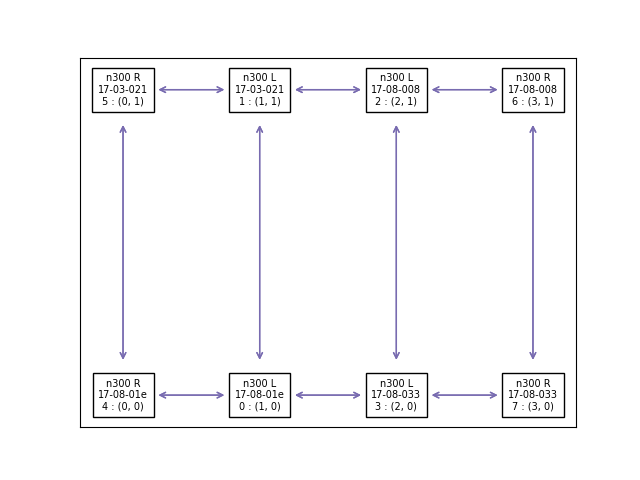 n300 R
17-03-021
5 : (0, 1)
n300 L
17-03-021
1 : (1, 1)
n300 L
17-08-008
2 : (2, 1)
n300 R
17-08-008
6 : (3, 1)
n300 R
17-08-01e
4 : (0, 0)
n300 L
17-08-01e
0 : (1, 0)
n300 L
17-08-033
3 : (2, 0)
n300 R
17-08-033
7 : (3, 0)